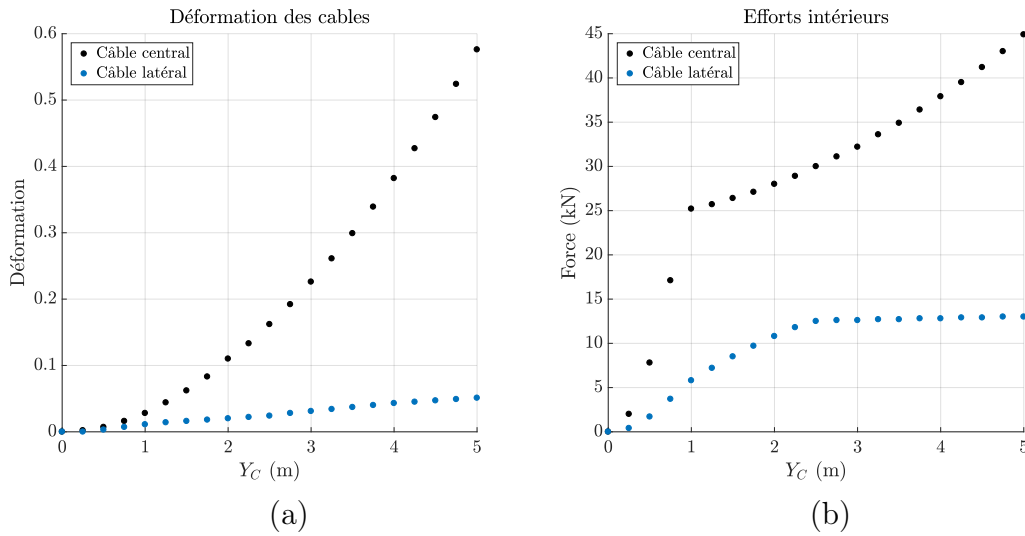 Déformation des cables
0.6
0.5
0.4
0.3
0.2
0.1
0
Déformation
Câble central
Câble latéral
0 1 2 3 4 5
Y_C (m)
(a)
Efforts intérieurs
45
40
35
30
25
20
15
10
5
0
Force (kN)
Câble central
Câble latéral
0 1 2 3 4 5
Y_C (m)
(b)